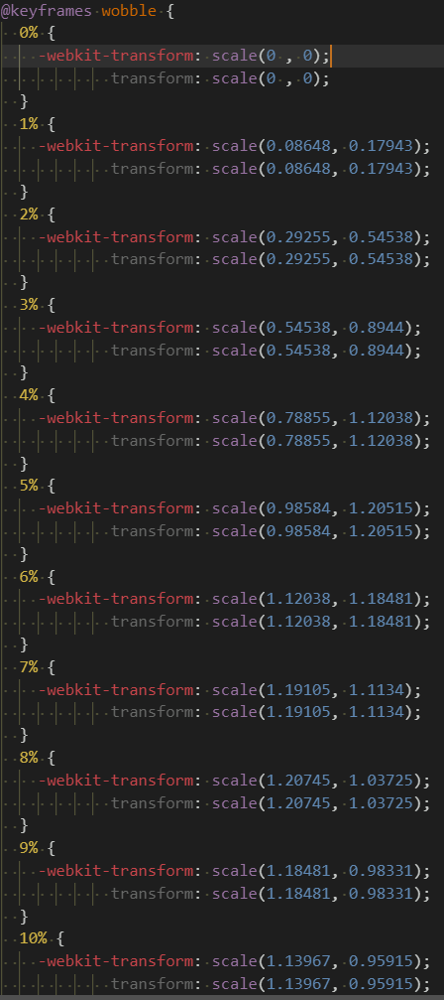 @keyframes wobble {
  0% {
    -webkit-transform: scale(0 , 0);
            transform: scale(0 , 0);
  }
  1% {
    -webkit-transform: scale(0.08648, 0.17943);
            transform: scale(0.08648, 0.17943);
  }
  2% {
    -webkit-transform: scale(0.29255, 0.54538);
            transform: scale(0.29255, 0.54538);
  }
  3% {
    -webkit-transform: scale(0.54538, 0.8944);
            transform: scale(0.54538, 0.8944);
  }
  4% {
    -webkit-transform: scale(0.78855, 1.12038);
            transform: scale(0.78855, 1.12038);
  }
  5% {
    -webkit-transform: scale(0.98584, 1.20515);
            transform: scale(0.98584, 1.20515);
  }
  6% {
    -webkit-transform: scale(1.12038, 1.18481);
            transform: scale(1.12038, 1.18481);
  }
  7% {
    -webkit-transform: scale(1.19105, 1.1134);
            transform: scale(1.19105, 1.1134);
  }
  8% {
    -webkit-transform: scale(1.20745, 1.03725);
            transform: scale(1.20745, 1.03725);
  }
  9% {
    -webkit-transform: scale(1.18481, 0.98331);
            transform: scale(1.18481, 0.98331);
  }
  10% {
    -webkit-transform: scale(1.13967, 0.95915);
            transform: scale(1.13967, 0.95915);